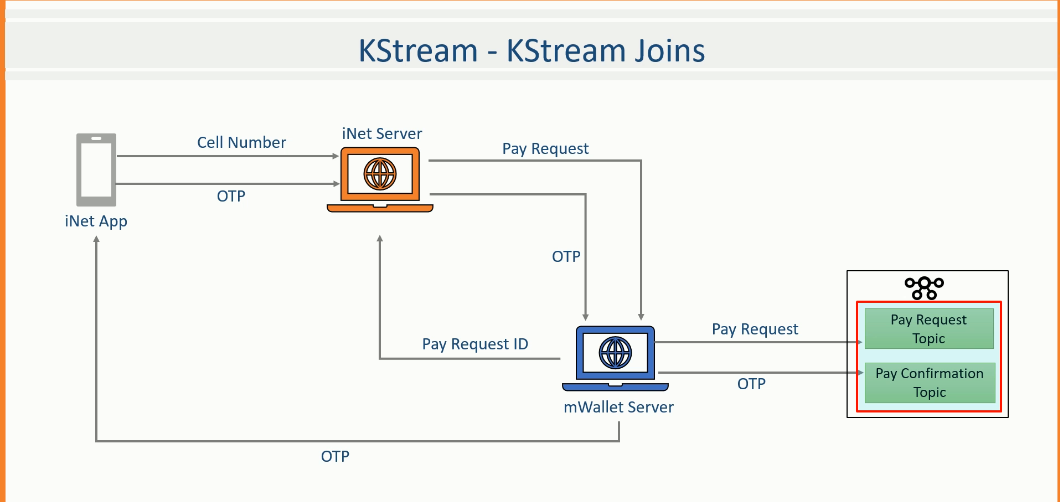 KStream - KStream Joins
iNet Server
Cell Number
Pay Request
OTP
iNet App
OTP
Pay Request
Topic
Pay Request
Pay Request ID
Pay Confirmation
Topic
OTP
mWallet Server
OTP